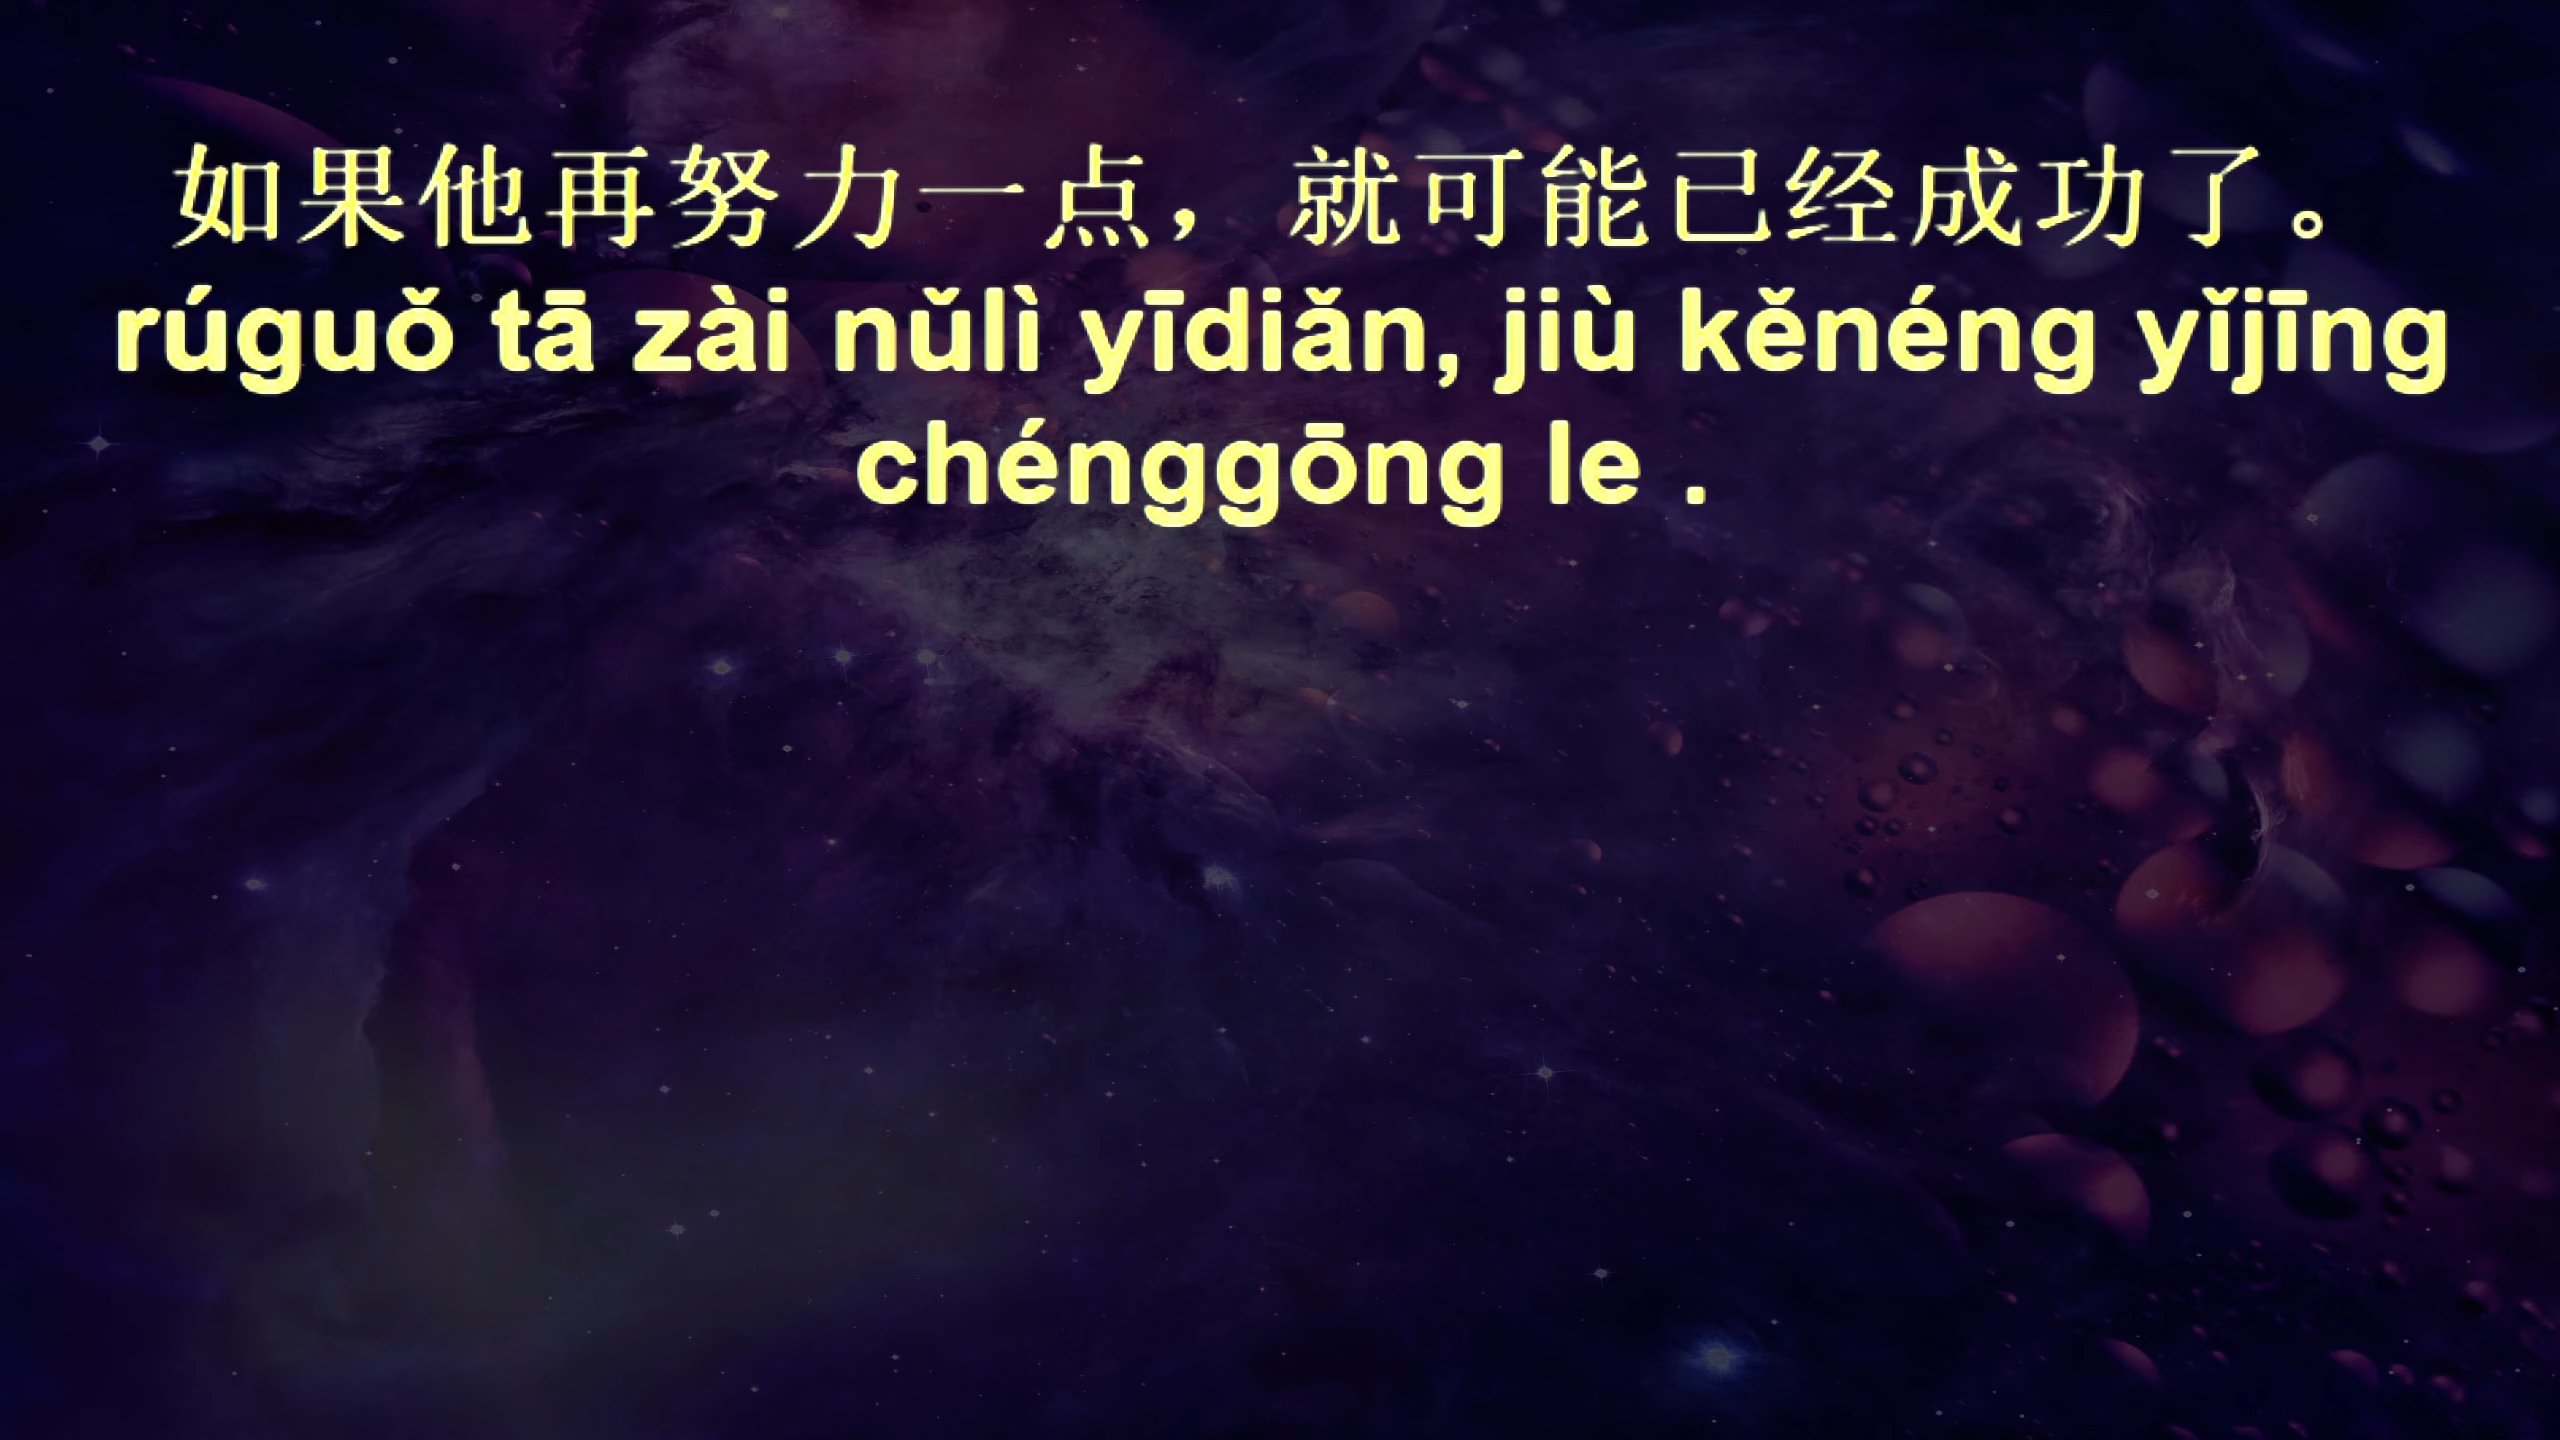 如果他再努力一点，就可能已经成功了。
rúguǒ tā zài nǔlì yīdiǎn, jiù kěnéng yǐjīng
chénggōng le .